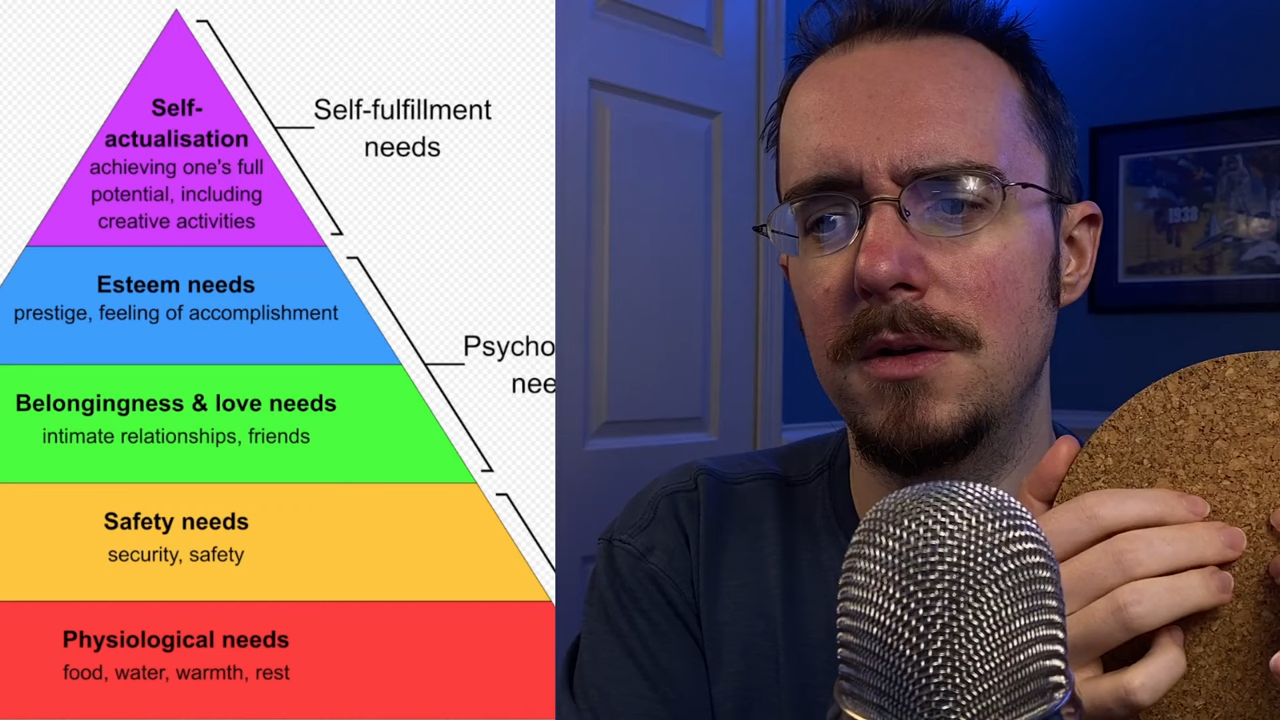 Self-
actualisation
achieving one's full
potential, including
creative activities
Self-fulfillment
needs
Esteem needs
prestige, feeling of accomplishment
Psycho
nee
Belongingness & love needs
intimate relationships, friends
Safety needs
security, safety
Physiological needs
food, water, warmth, rest
1938